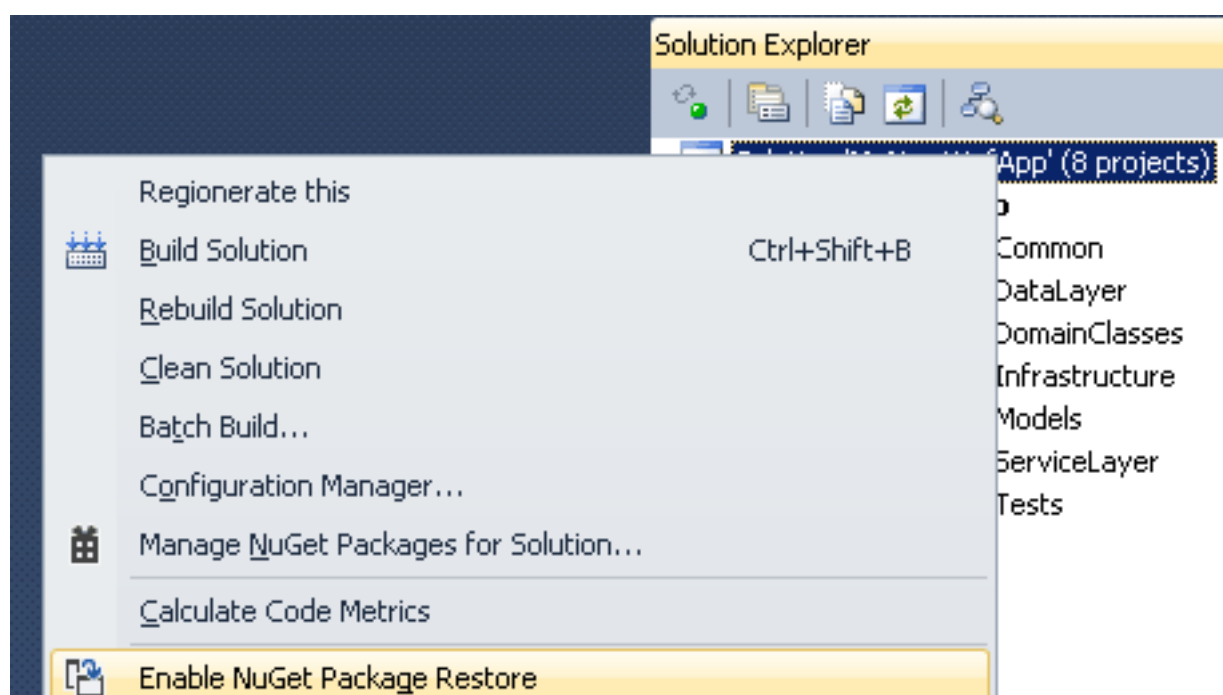 Solution Explorer
App' (8 projects)
Regionerate this
Build Solution Ctrl+Shift+B
Common
Rebuild Solution
DataLayer
DomainClasses
Clean Solution
Infrastructure
Batch Build...
Models
ServiceLayer
Configuration Manager...
Tests
Manage NuGet Packages for Solution...
Calculate Code Metrics
Enable NuGet Package Restore